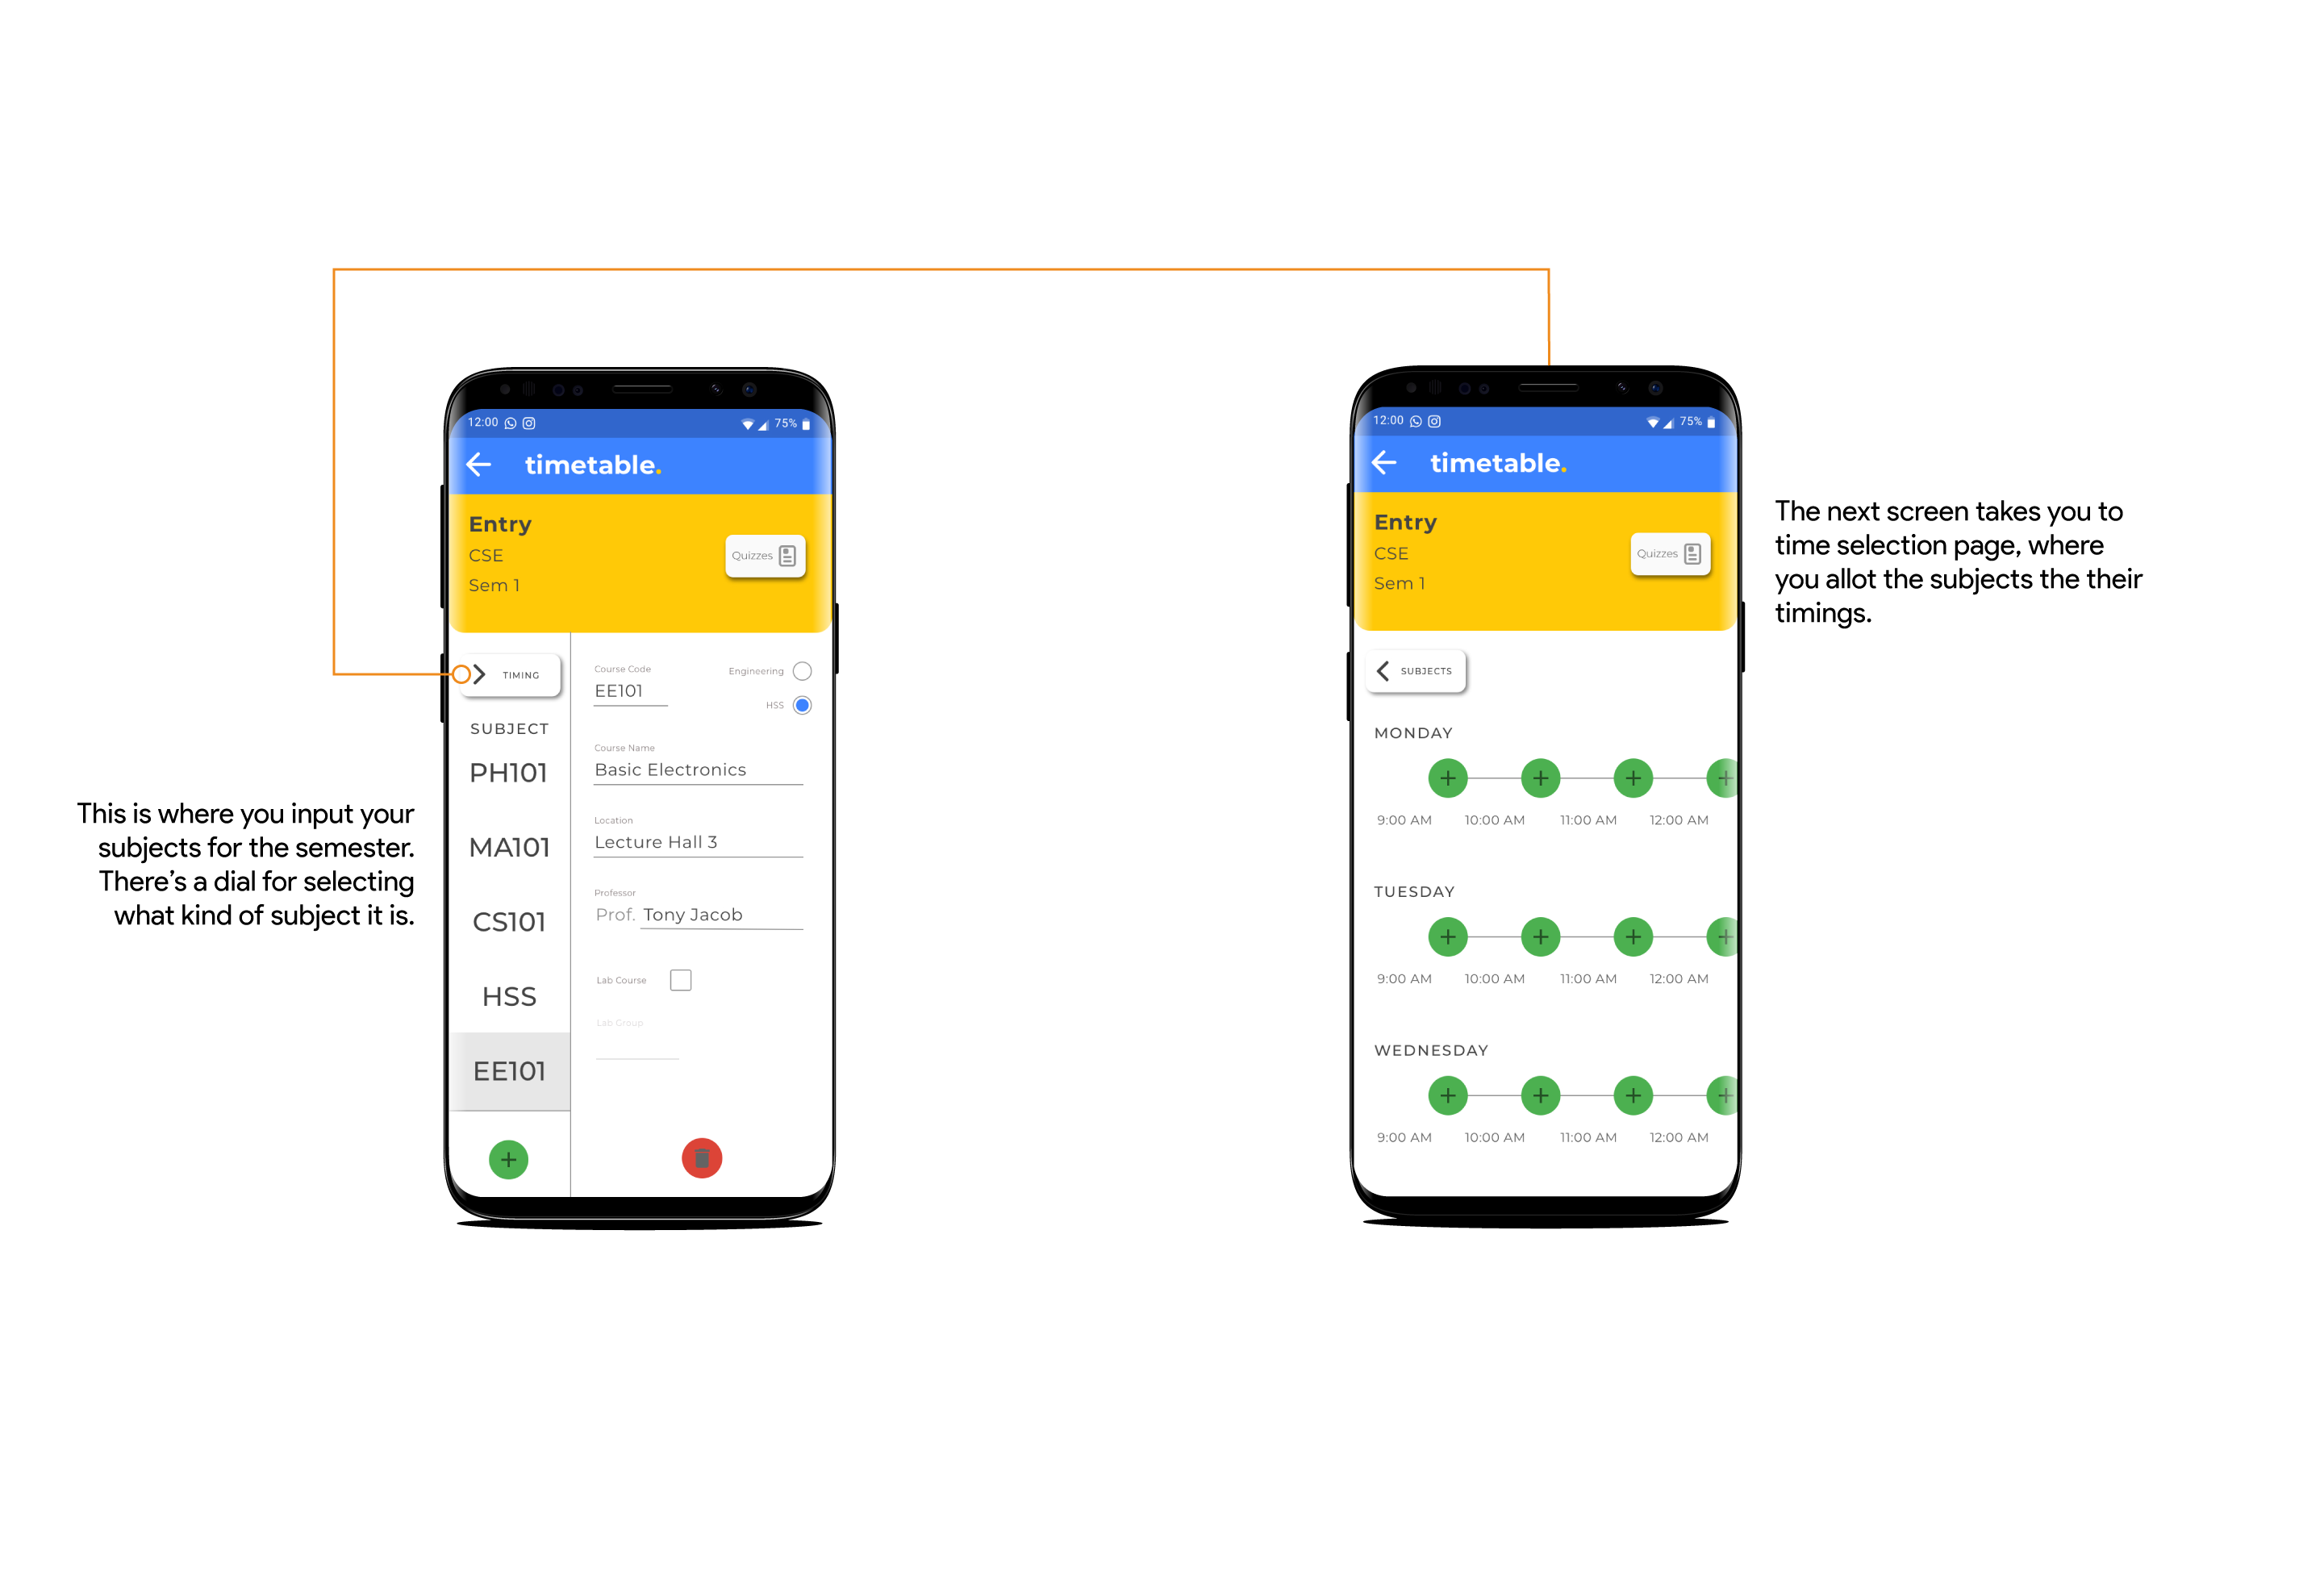 12:00
75%
timetable.
Entry
CSE
Quizzes
Sem 1
TIMING
SUBJECT
PH101
MA101
CS101
HSS
EE101
Course Code
EE101
Engineering
HSS
Course Name
Basic Electronics
Location
Lecture Hall 3
Professor
Prof. Tony Jacob
Lab Course
Lab Group
This is where you input your
subjects for the semester.
There's a dial for selecting
what kind of subject it is.
12:00
75%
timetable.
Entry
CSE
Quizzes
Sem 1
SUBJECTS
MONDAY
9:00 AM 10:00 AM 11:00 AM 12:00 AM
TUESDAY
9:00 AM 10:00 AM 11:00 AM 12:00 AM
WEDNESDAY
9:00 AM 10:00 AM 11:00 AM 12:00 AM
The next screen takes you to
time selection page, where
you allot the subjects the their
timings.